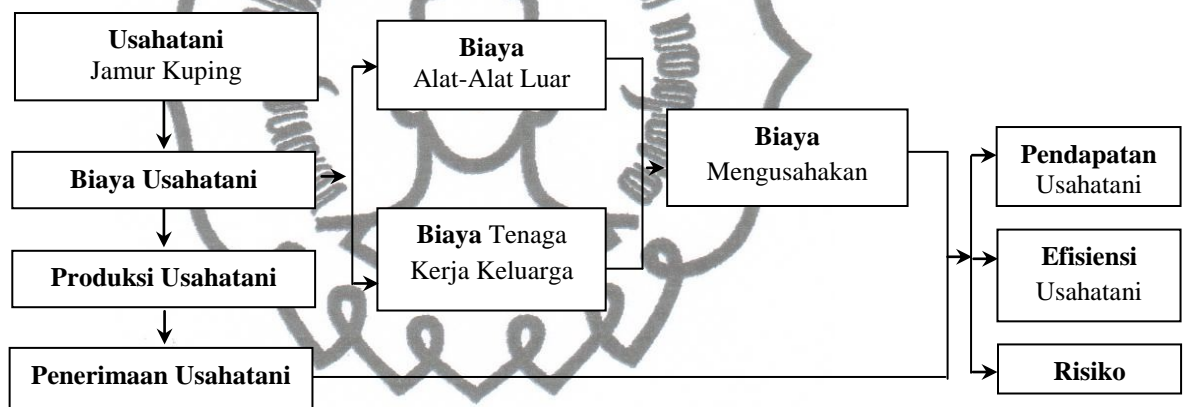 Usahatani
Jamur Kuping
Biaya Usahatani
Produksi Usahatani
Penerimaan Usahatani
Biaya
Alat-Alat Luar
Biaya Tenaga
Kerja Keluarga
Biaya
Mengusahakan
Pendapatan
Usahatani
Efisiensi
Usahatani
Risiko